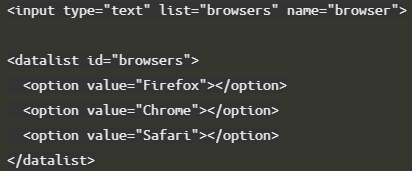 <input type="text" list="browsers" name="browser">
<datalist id="browsers">
<option value="Firefox"></option>
<option value="Chrome"></option>
<option value="Safari"></option>
</datalist>